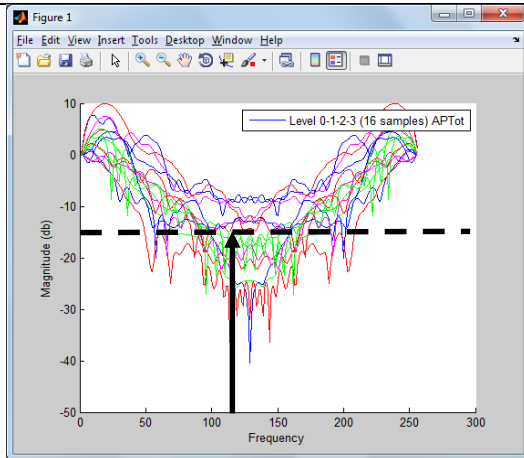 Figure 1
File Edit View Insert Tools Desktop Window Help
10
Level 0-1-2-3 (16 samples) APTot
0
-10
-20
-30
-40
-50
Magnitude (db)
0 50 100 150 200 250 300
Frequency